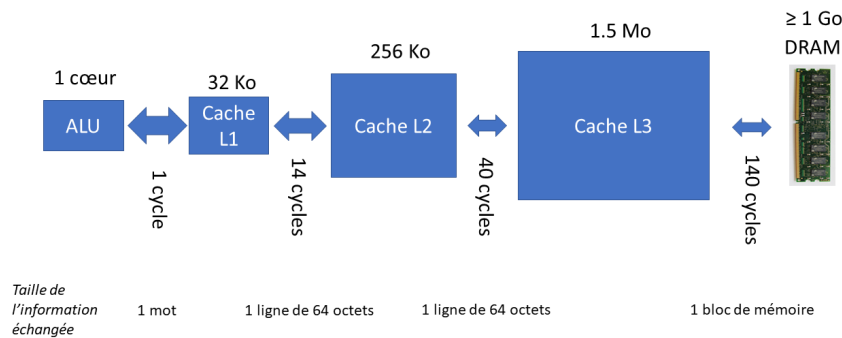 ≥ 1 Go
DRAM
1.5 Mo
256 Ko
32 Ko
1 cœur
ALU
Cache
L1
Cache L2
Cache L3
1 cycle
14 cycles
40
cycles
140 cycles
Taille de
l'information
échangée
1 mot
1 ligne de 64 octets
1 ligne de 64 octets
1 bloc de mémoire